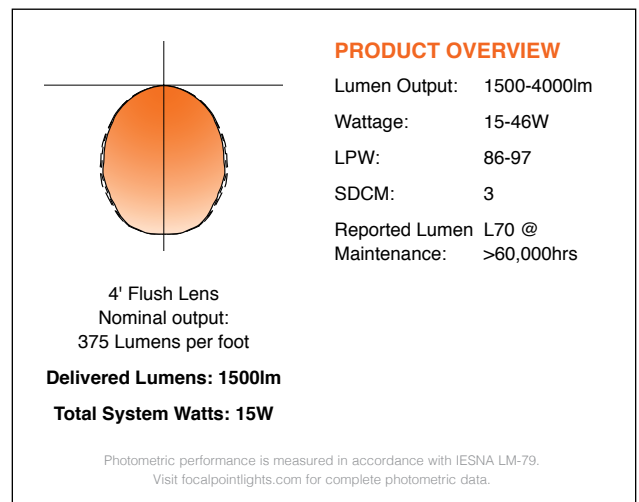 PRODUCT OVERVIEW
Lumen Output: 1500-4000lm
Wattage: 15-46W
LPW: 86-97
SDCM: 3
Reported Lumen L70 @
Maintenance: >60,000hrs
4' Flush Lens
Nominal output:
375 Lumens per foot
Delivered Lumens: 1500lm
Total System Watts: 15W
Photometric performance is measured in accordance with IESNA LM-79.
Visit focalpointlights.com for complete photometric data.